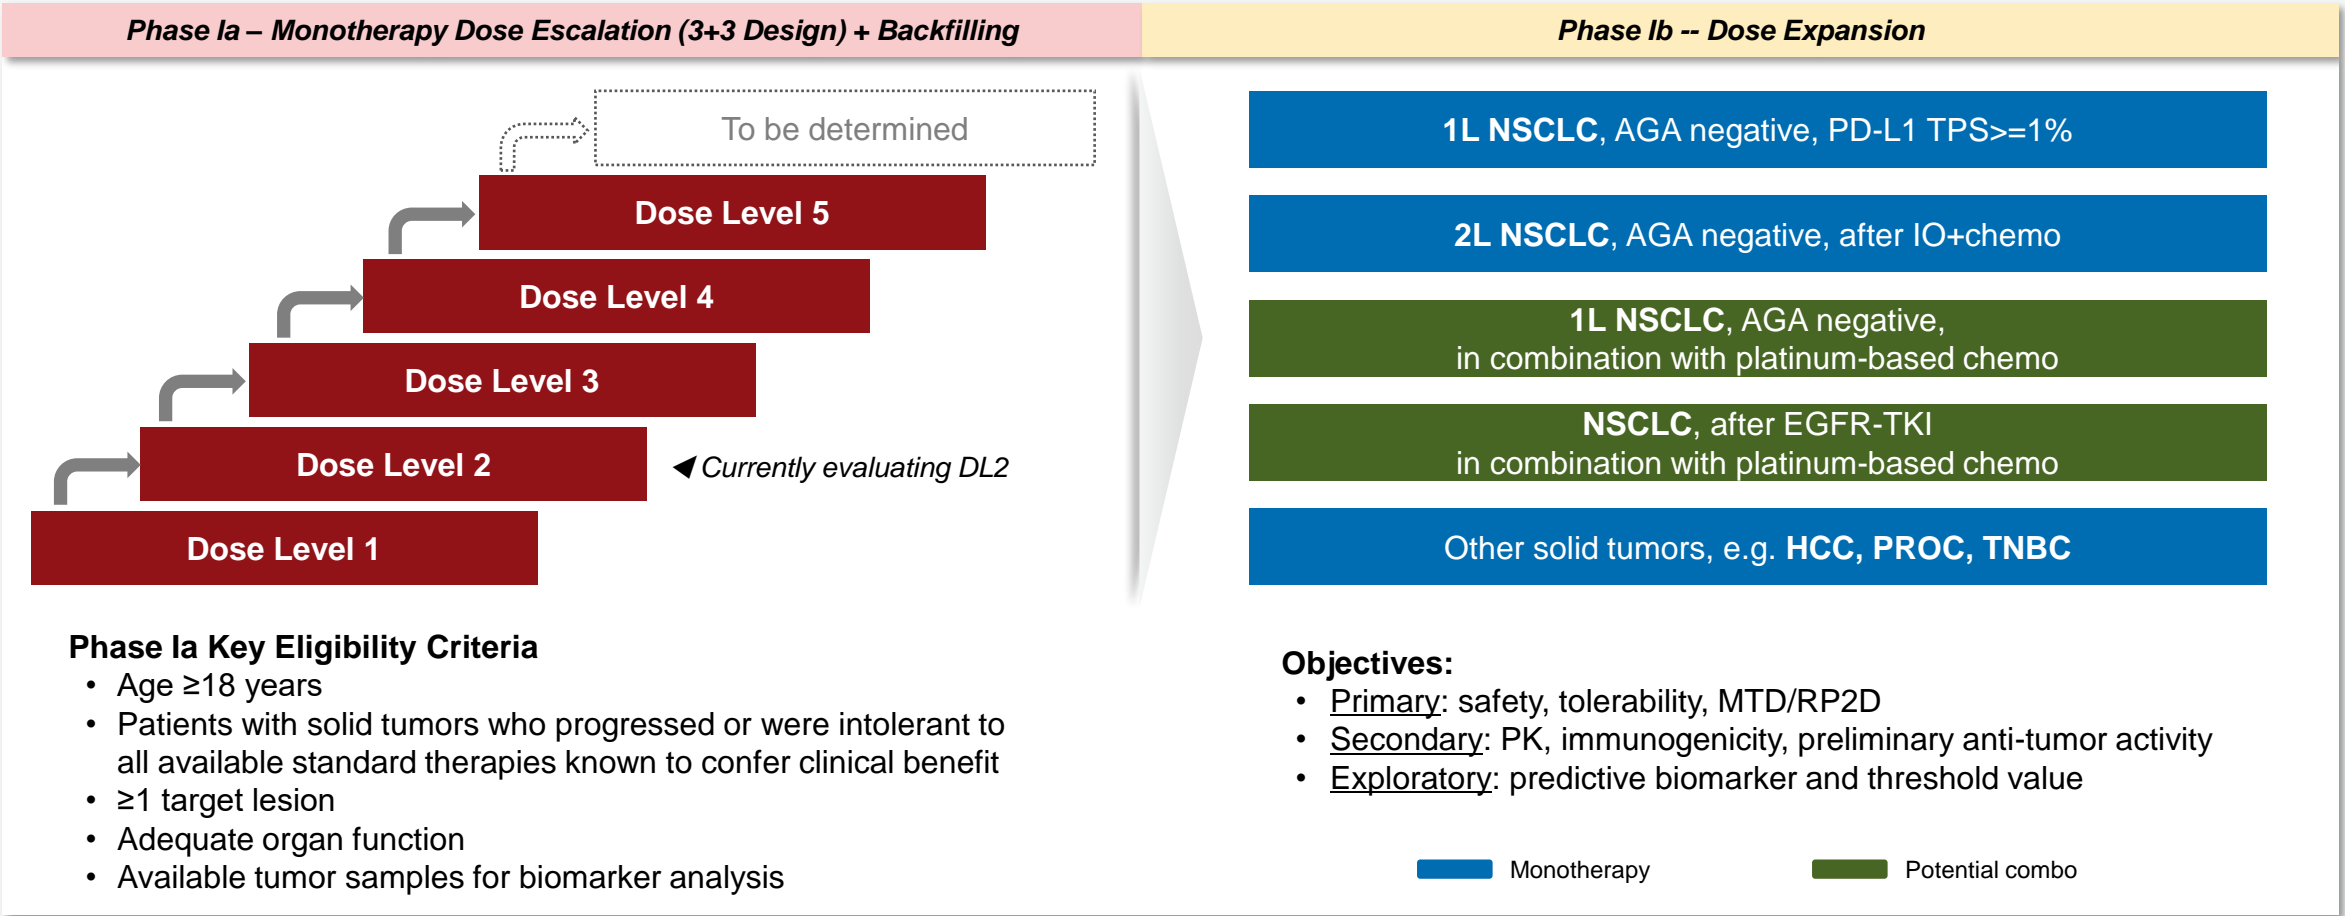 Phase Ia – Monotherapy Dose Escalation (3+3 Design) + Backfilling
To be determined
Dose Level 5
Dose Level 4
Dose Level 3
Dose Level 2
◀ Currently evaluating DL2
Dose Level 1
Phase Ia Key Eligibility Criteria
• Age ≥18 years
• Patients with solid tumors who progressed or were intolerant to
all available standard therapies known to confer clinical benefit
• ≥1 target lesion
• Adequate organ function
• Available tumor samples for biomarker analysis
Phase Ib -- Dose Expansion
1L NSCLC, AGA negative, PD-L1 TPS>=1%
2L NSCLC, AGA negative, after IO+chemo
1L NSCLC, AGA negative,
in combination with platinum-based chemo
NSCLC, after EGFR-TKI
in combination with platinum-based chemo
Other solid tumors, e.g. HCC, PROC, TNBC
Objectives:
• Primary: safety, tolerability, MTD/RP2D
• Secondary: PK, immunogenicity, preliminary anti-tumor activity
• Exploratory: predictive biomarker and threshold value
Monotherapy
Potential combo